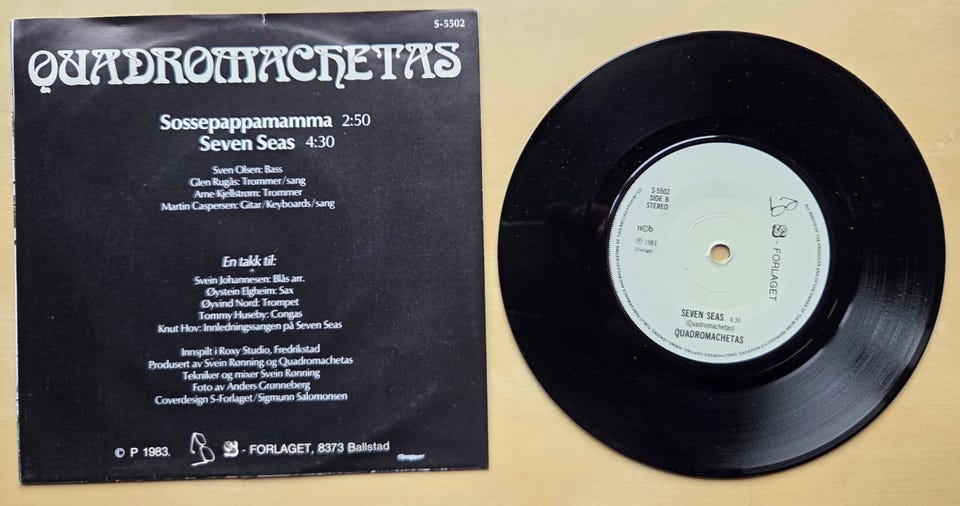 S-5502
QUADROMACHETAS
Sossepappamamma 2:50
Seven Seas 4:30
Sven Olsen: Bass
Glen Rugås: Trommer/sang
Arne Kjellstrøm: Trommer
Martin Caspersen: Gitar/Keyboards/sang
En takk til:
Svein Johannesen: Blås arr.
Øystein Elgheim: Sax
Øyvind Nord: Trompet
Tommy Huseby: Congas
Knut Hov: Innledningssangen på Seven Seas
Innspilt i Roxy Studio, Fredrikstad
Produsert av Svein Rønning og Quadromachetas
Tekniker og mixer Svein Rønning
Foto av Anders Grønneberg
Coverdesign S-Forlaget/Sigmunn Salomonsen
© P 1983. S - FORLAGET, 8373 Ballstad
S-5502
SIDE B
STEREO
n©b
Ⓟ 1983
S-Forlaget
S - FORLAGET
SEVEN SEAS 4:30
(Quadromachetas)
QUADROMACHETAS